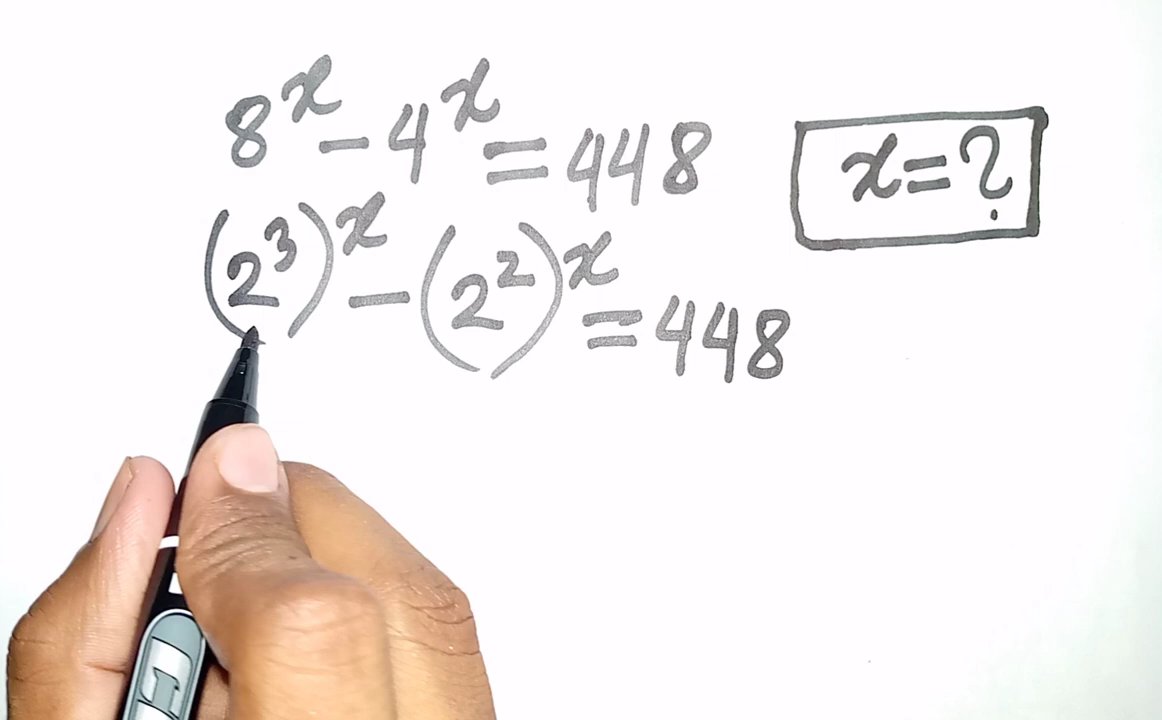 8^x - 4^x = 448
x = ?
(2^3)^x - (2^2)^x = 448